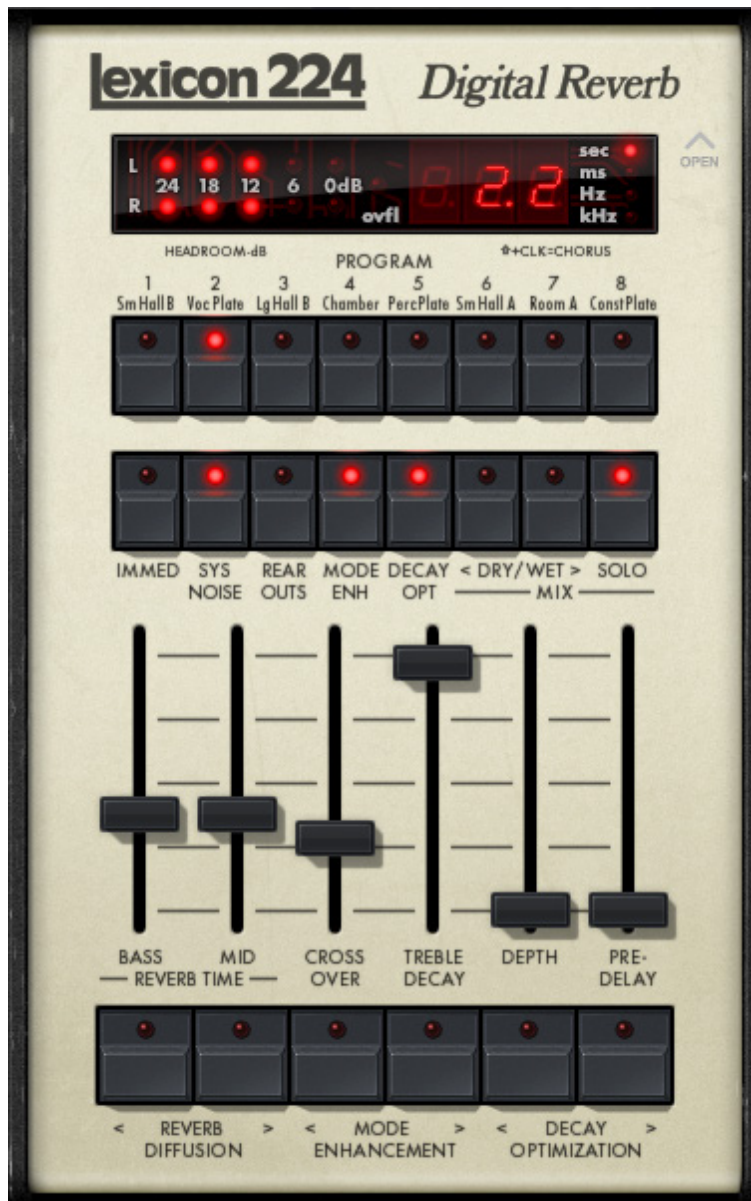 lexicon 224 Digital Reverb
sec
OPEN
L 24 18 12 6 0dB 2.2 ms
R Hz
ovfl kHz
HEADROOM-dB ⇧+CLK=CHORUS
PROGRAM
1 2 3 4 5 6 7 8
Sm Hall B Voc Plate Lg Hall B Chamber Perc Plate Sm Hall A Room A Const Plate
IMMED SYS REAR MODE DECAY < DRY/WET > SOLO
NOISE OUTS ENH OPT MIX
BASS MID CROSS TREBLE DEPTH PRE-
REVERB TIME OVER DECAY DELAY
< REVERB > < MODE > < DECAY >
DIFFUSION ENHANCEMENT OPTIMIZATION